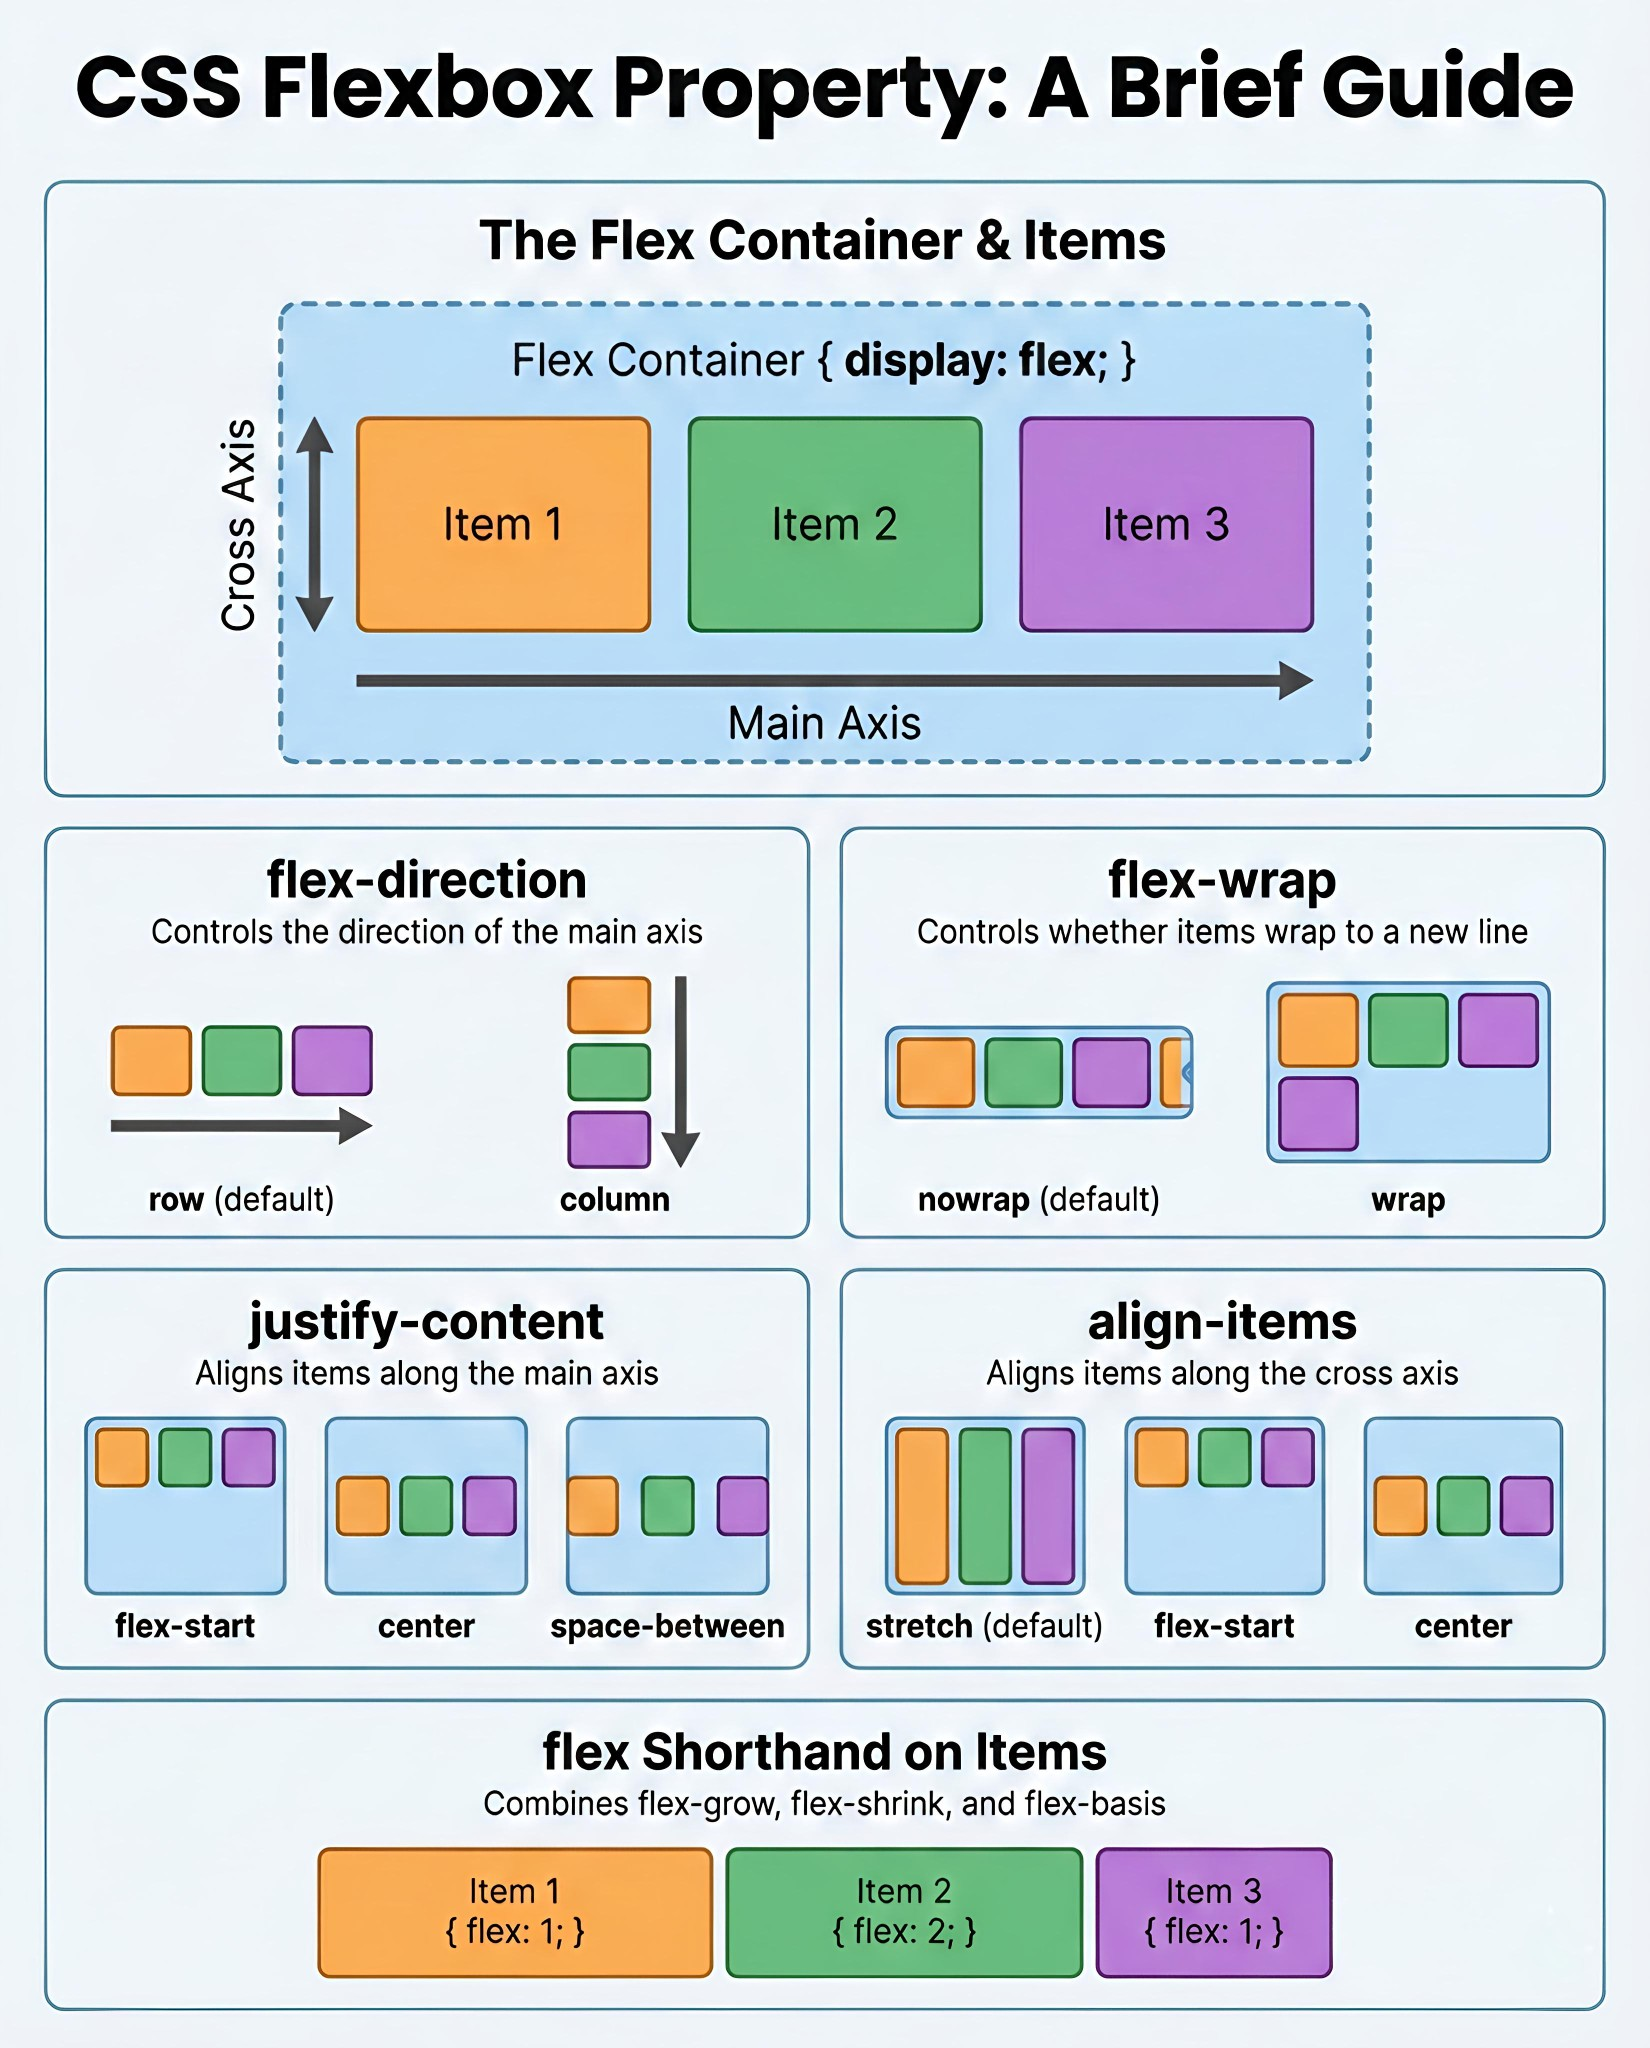 CSS Flexbox Property: A Brief Guide
The Flex Container & Items
Flex Container { display: flex; }
Cross Axis
Item 1
Item 2
Item 3
Main Axis
flex-direction
Controls the direction of the main axis
row (default)
column
flex-wrap
Controls whether items wrap to a new line
nowrap (default)
wrap
justify-content
Aligns items along the main axis
flex-start
center
space-between
align-items
Aligns items along the cross axis
stretch (default)
flex-start
center
flex Shorthand on Items
Combines flex-grow, flex-shrink, and flex-basis
Item 1
{ flex: 1; }
Item 2
{ flex: 2; }
Item 3
{ flex: 1; }